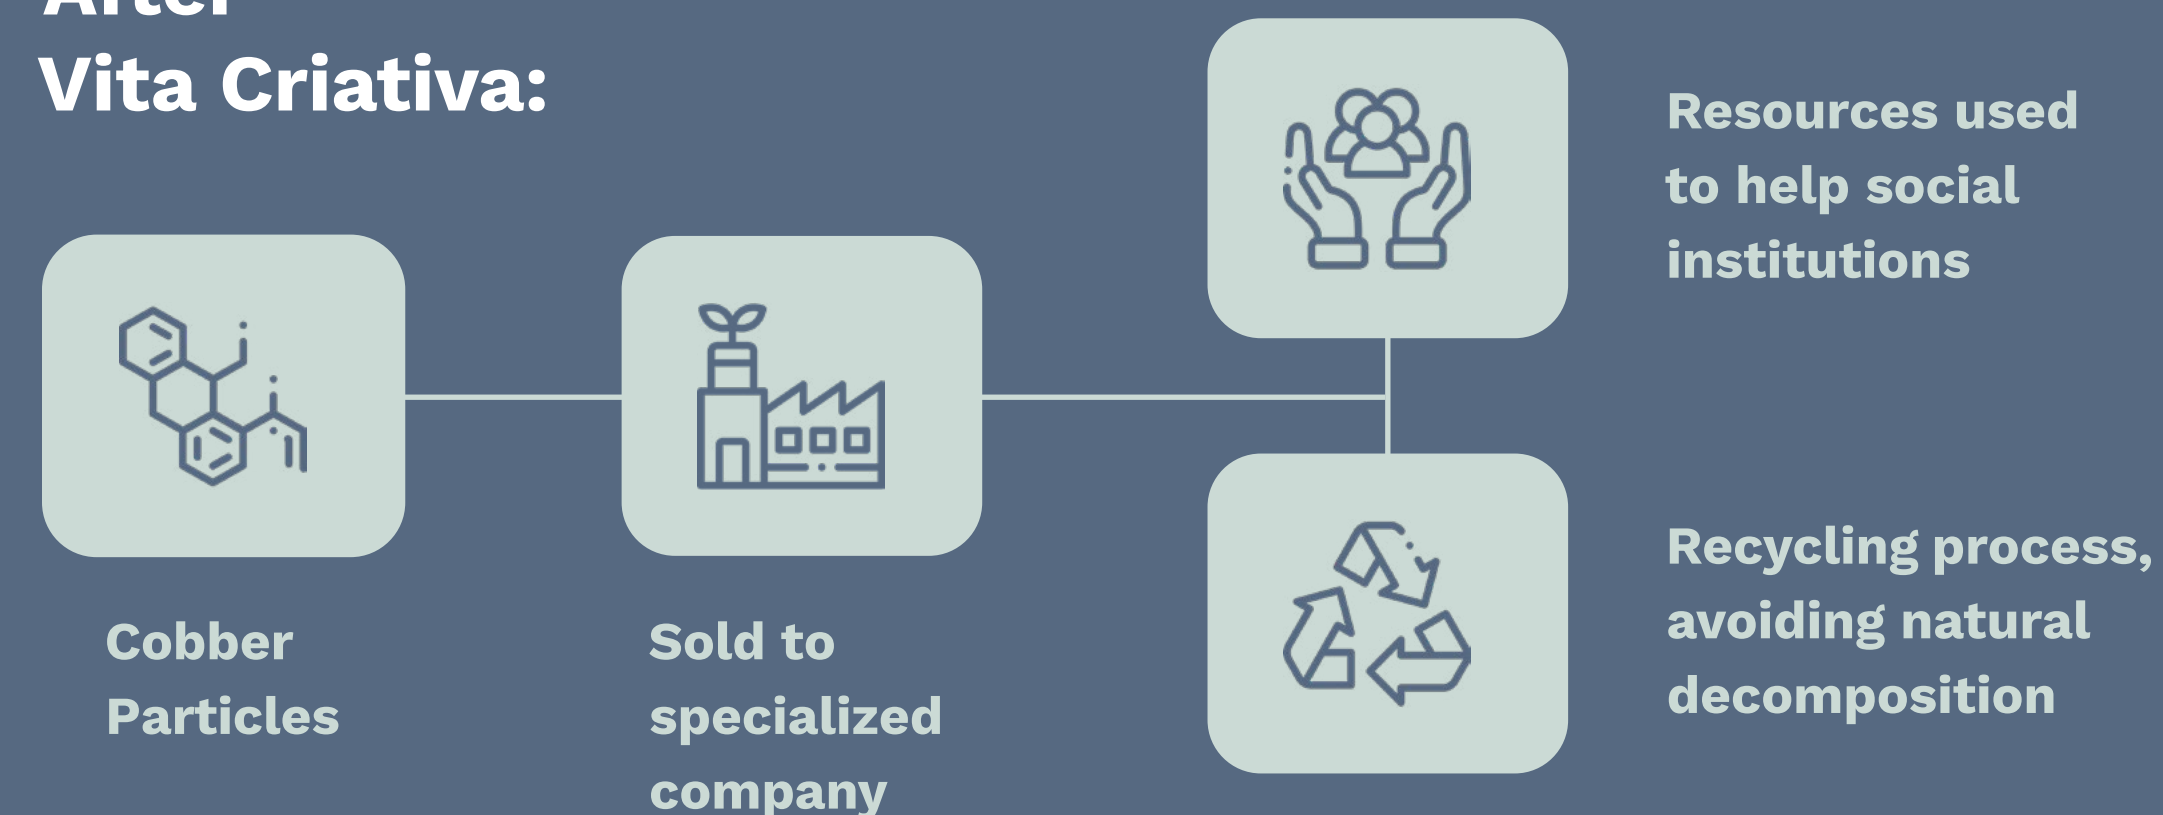 After
Vita Criativa:
Resources used
to help social
institutions
Cobber
Particles
Sold to
specialized
company
Recycling process,
avoiding natural
decomposition